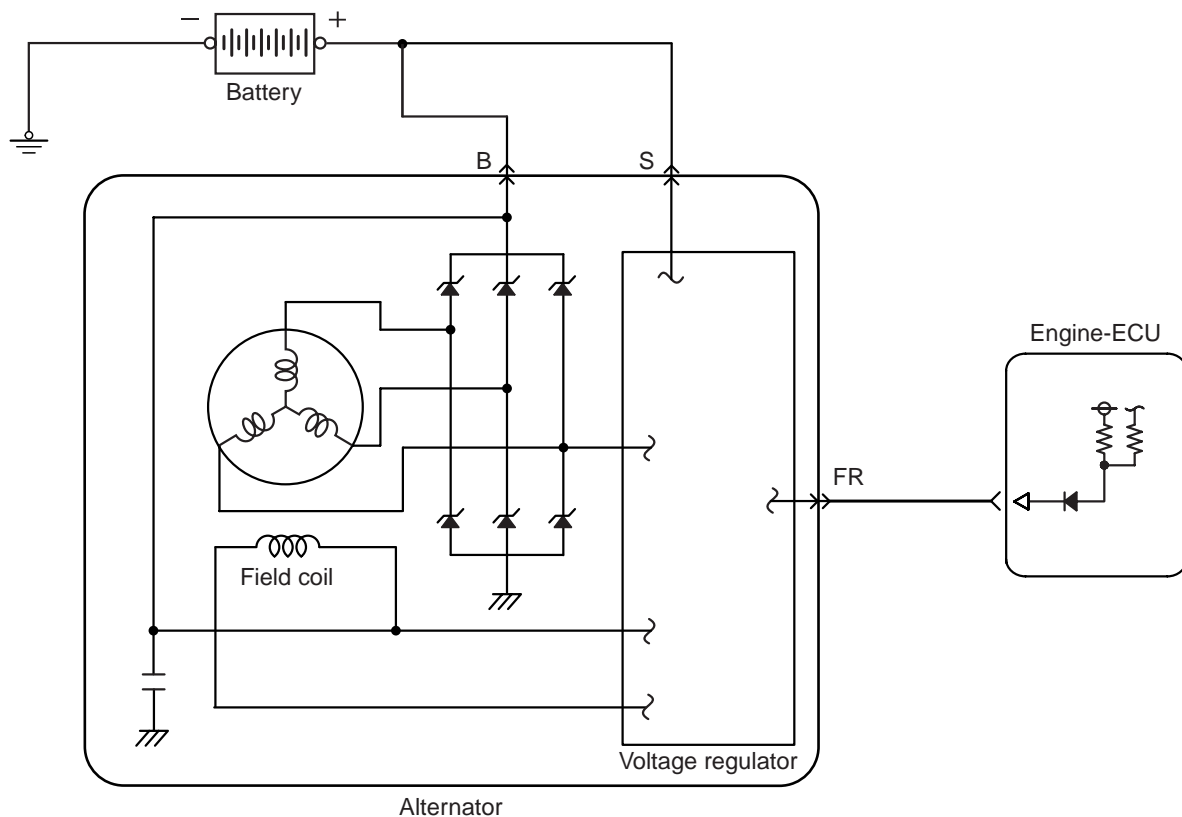 − +
Battery
B S
Engine-ECU
FR
Field coil
Voltage regulator
Alternator